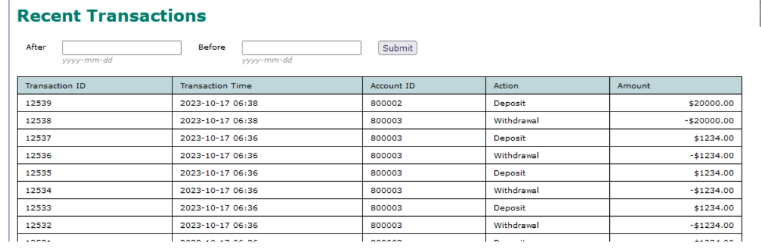 Recent Transactions
After Before Submit
yyyy-mm-dd yyyy-mm-dd
Transaction ID Transaction Time Account ID Action Amount
12539 2023-10-17 06:38 800002 Deposit $20000.00
12538 2023-10-17 06:38 800003 Withdrawal -$20000.00
12537 2023-10-17 06:36 800003 Deposit $1234.00
12536 2023-10-17 06:36 800003 Withdrawal -$1234.00
12535 2023-10-17 06:36 800003 Deposit $1234.00
12534 2023-10-17 06:36 800003 Withdrawal -$1234.00
12533 2023-10-17 06:36 800003 Deposit $1234.00
12532 2023-10-17 06:36 800003 Withdrawal -$1234.00